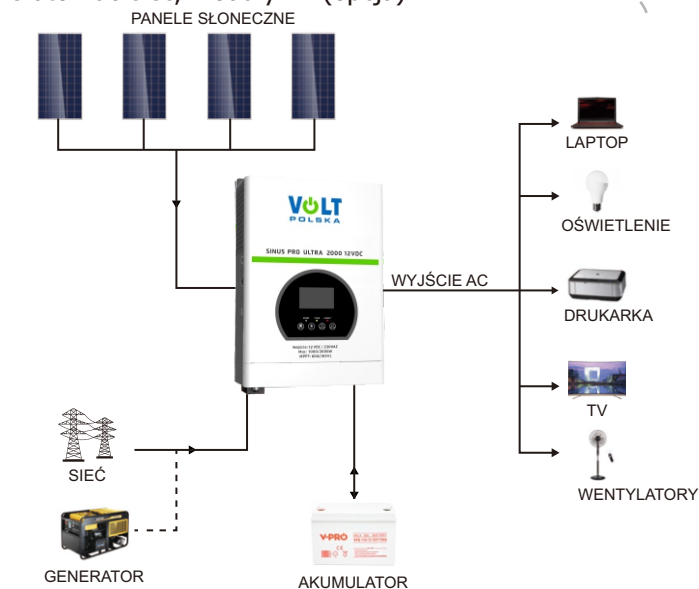 (opcja)
PANELE SŁONECZNE
LAPTOP
VOLT
POLSKA
OŚWIETLENIE
SINUS PRO ULTRA 2000 12VDC
WYJŚCIE AC
DRUKARKA
TV
SIEĆ
WENTYLATORY
V-PRO
GENERATOR
AKUMULATOR